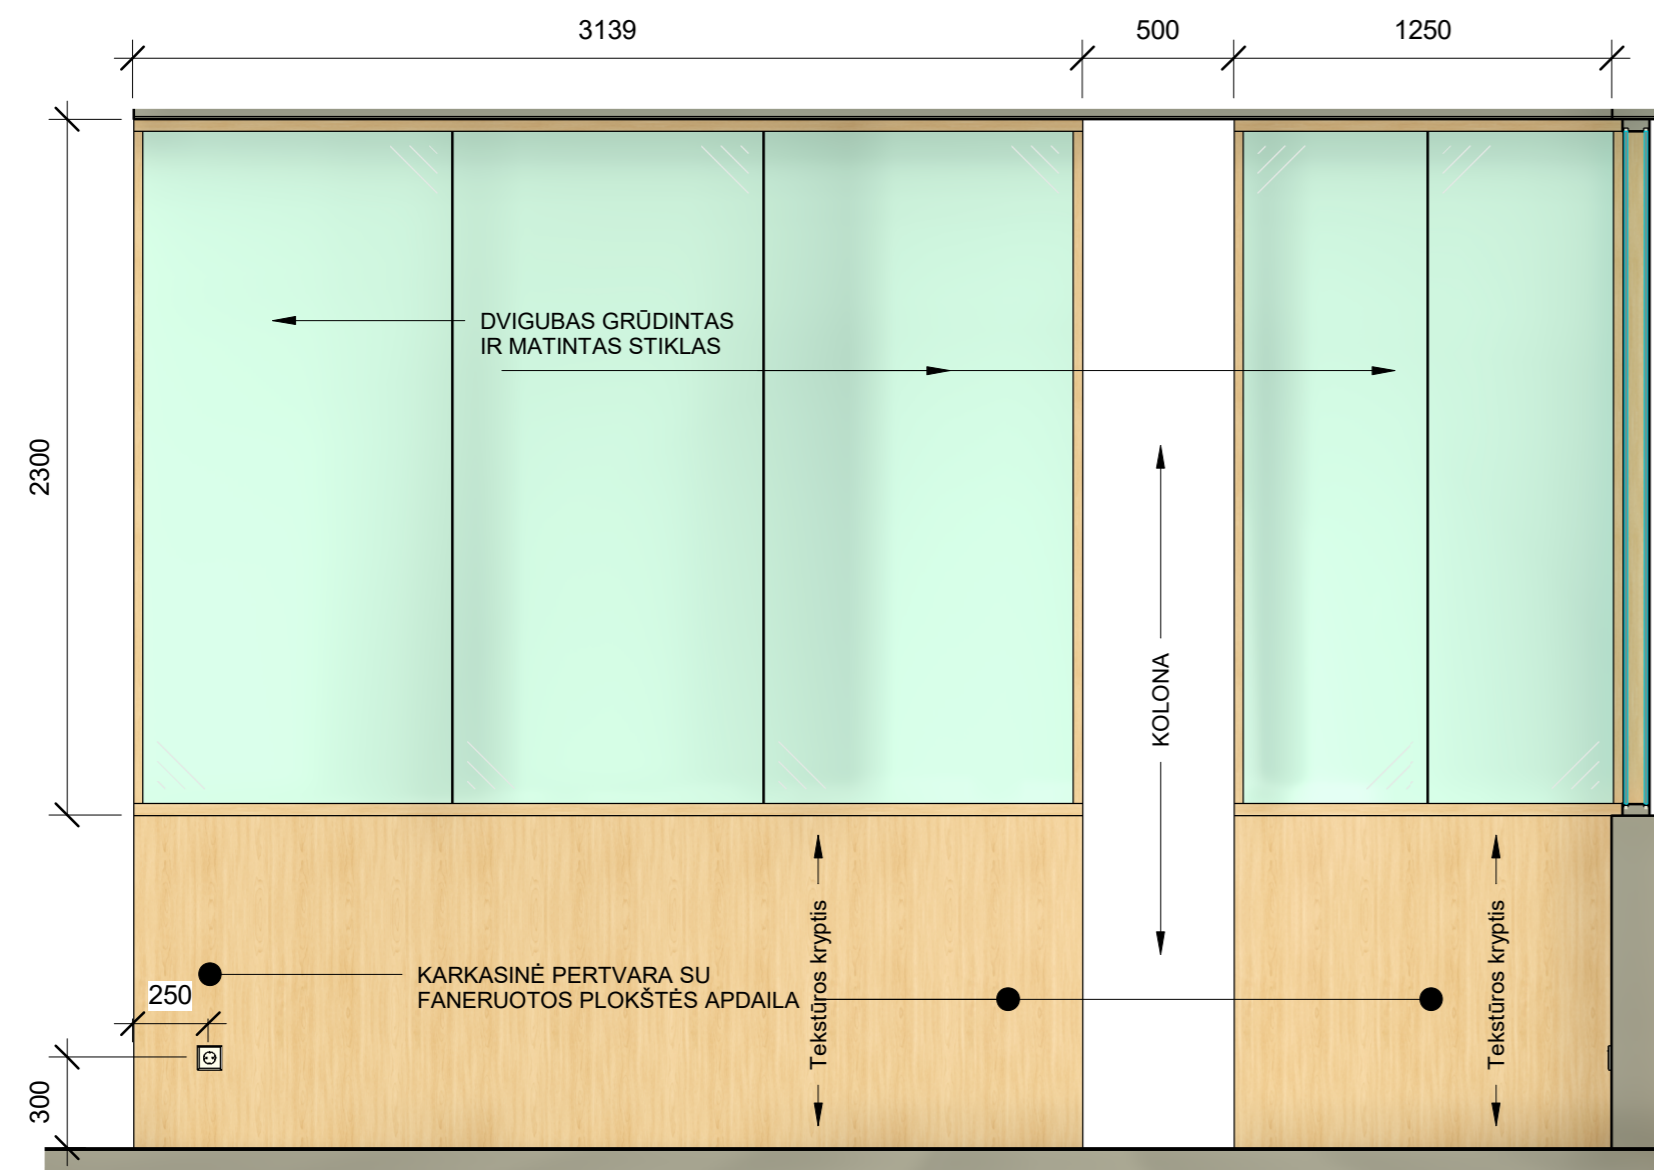 3139
500
1250
DVIGUBAS GRŪDINTAS
IR MATINTAS STIKLAS
2300
KOLONA
Tekstūros kryptis
Tekstūros kryptis
KARKASINĖ PERTVARA SU
FANERUOTOS PLOKŠTĖS APDAILA
250
300